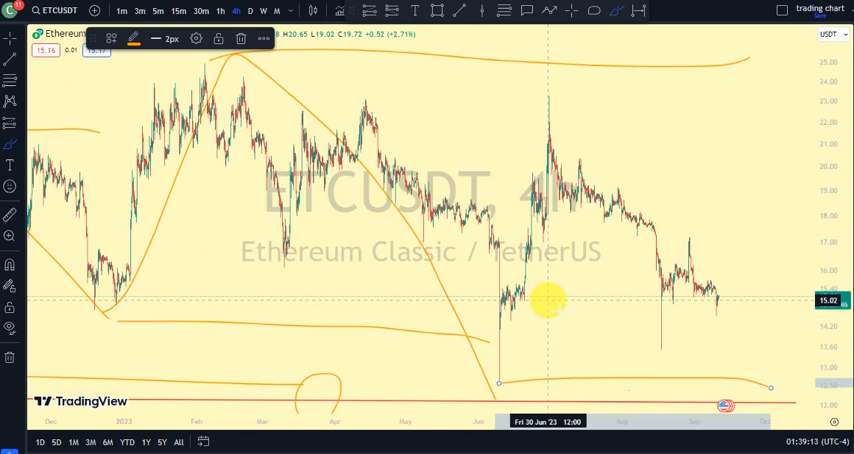 C 11 ETCUSDT 1m 3m 5m 15m 30m 1h 4h D W M trading chart
Save
Ethereum 8 H20.65 L19.02 C19.72 +0.52 (+2.71%) USDT
15.16 0.01 15.17
2px
25.00
23.00
22.00
21.00
20.00
19.00
18.00
17.00
16.00
15.40
15.02
14.20
13.60
13.00
12.00
ETCUSDT, 4h
Ethereum Classic / TetherUS
TradingView
Dec 2023 Feb Mar Apr May Jun Fri 30 Jun '23 12:00 Aug Sep Oct
1D 5D 1M 3M 6M YTD 1Y 5Y All 01:39:13 (UTC-4)